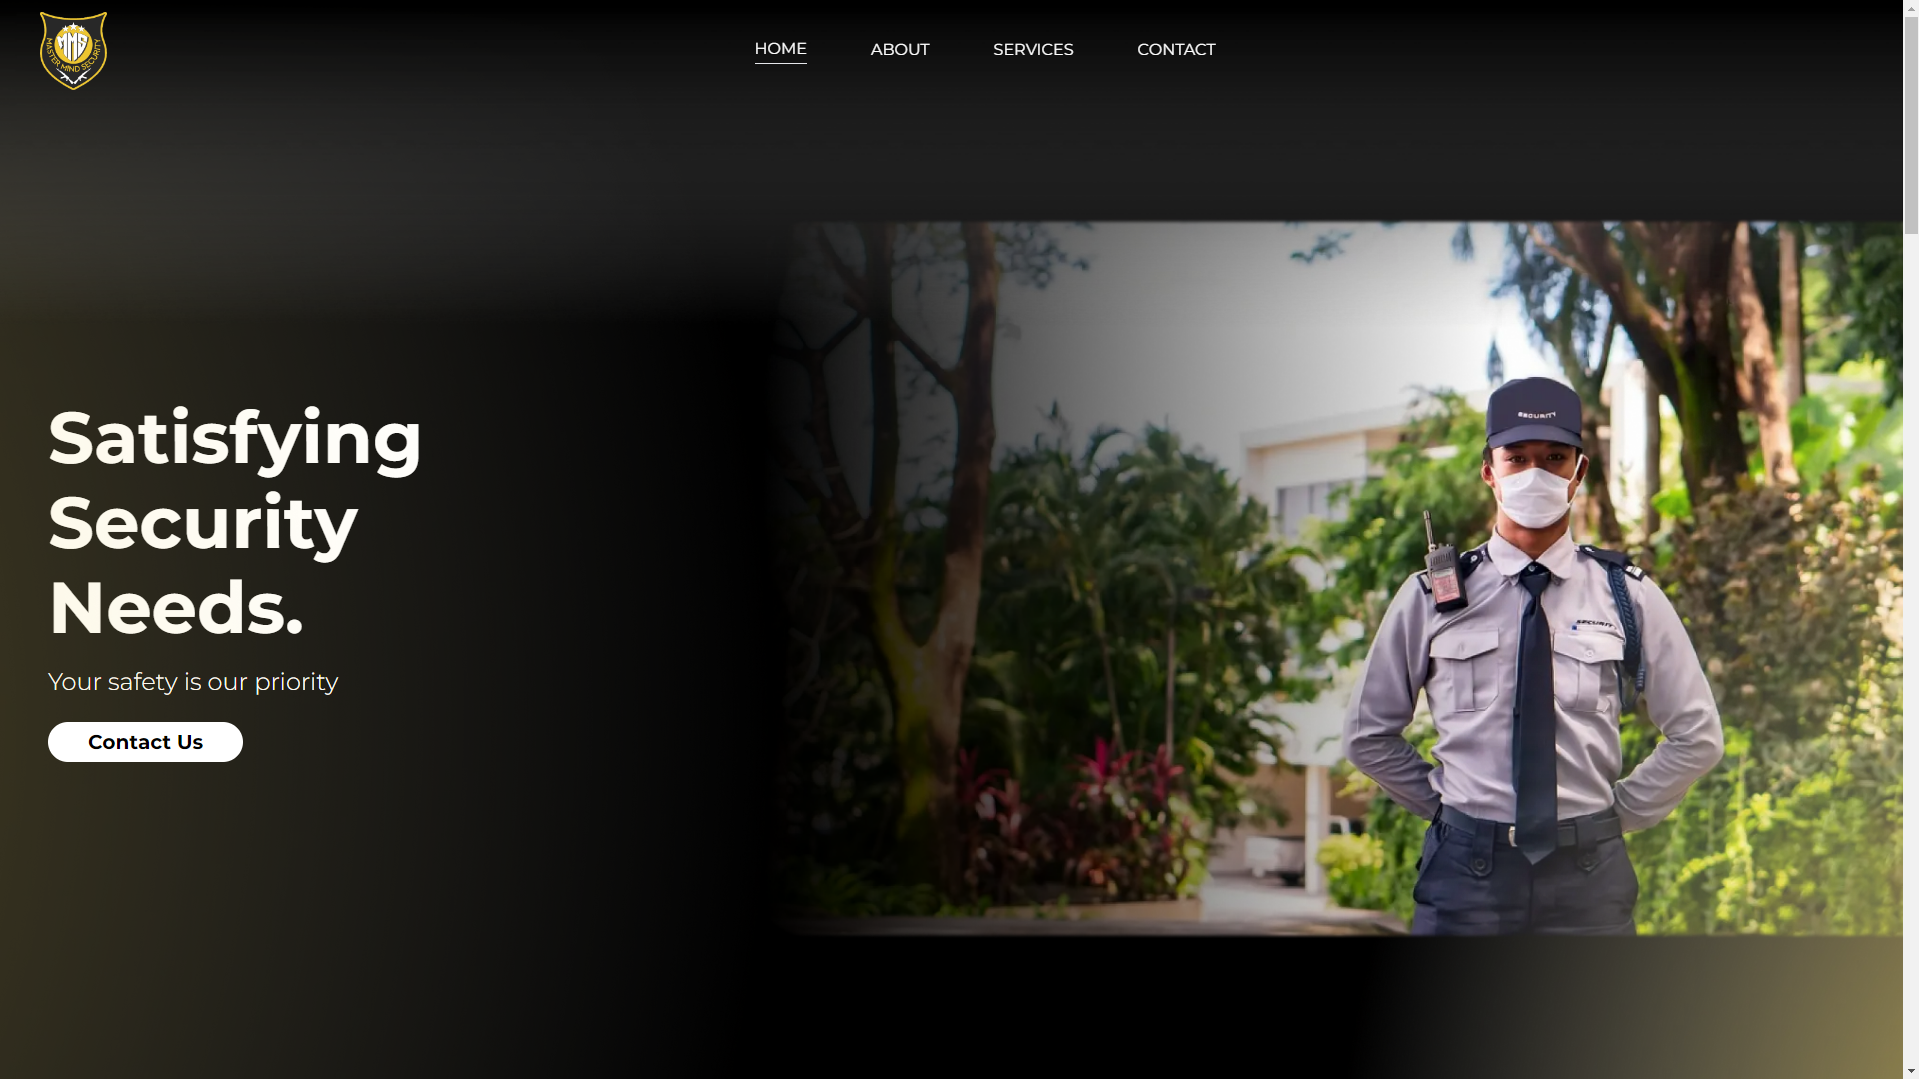 MMS
MASTER MIND SECURITY
HOME
ABOUT
SERVICES
CONTACT
Satisfying
Security
Needs.
Your safety is our priority
Contact Us
SECURITY
SECURITY